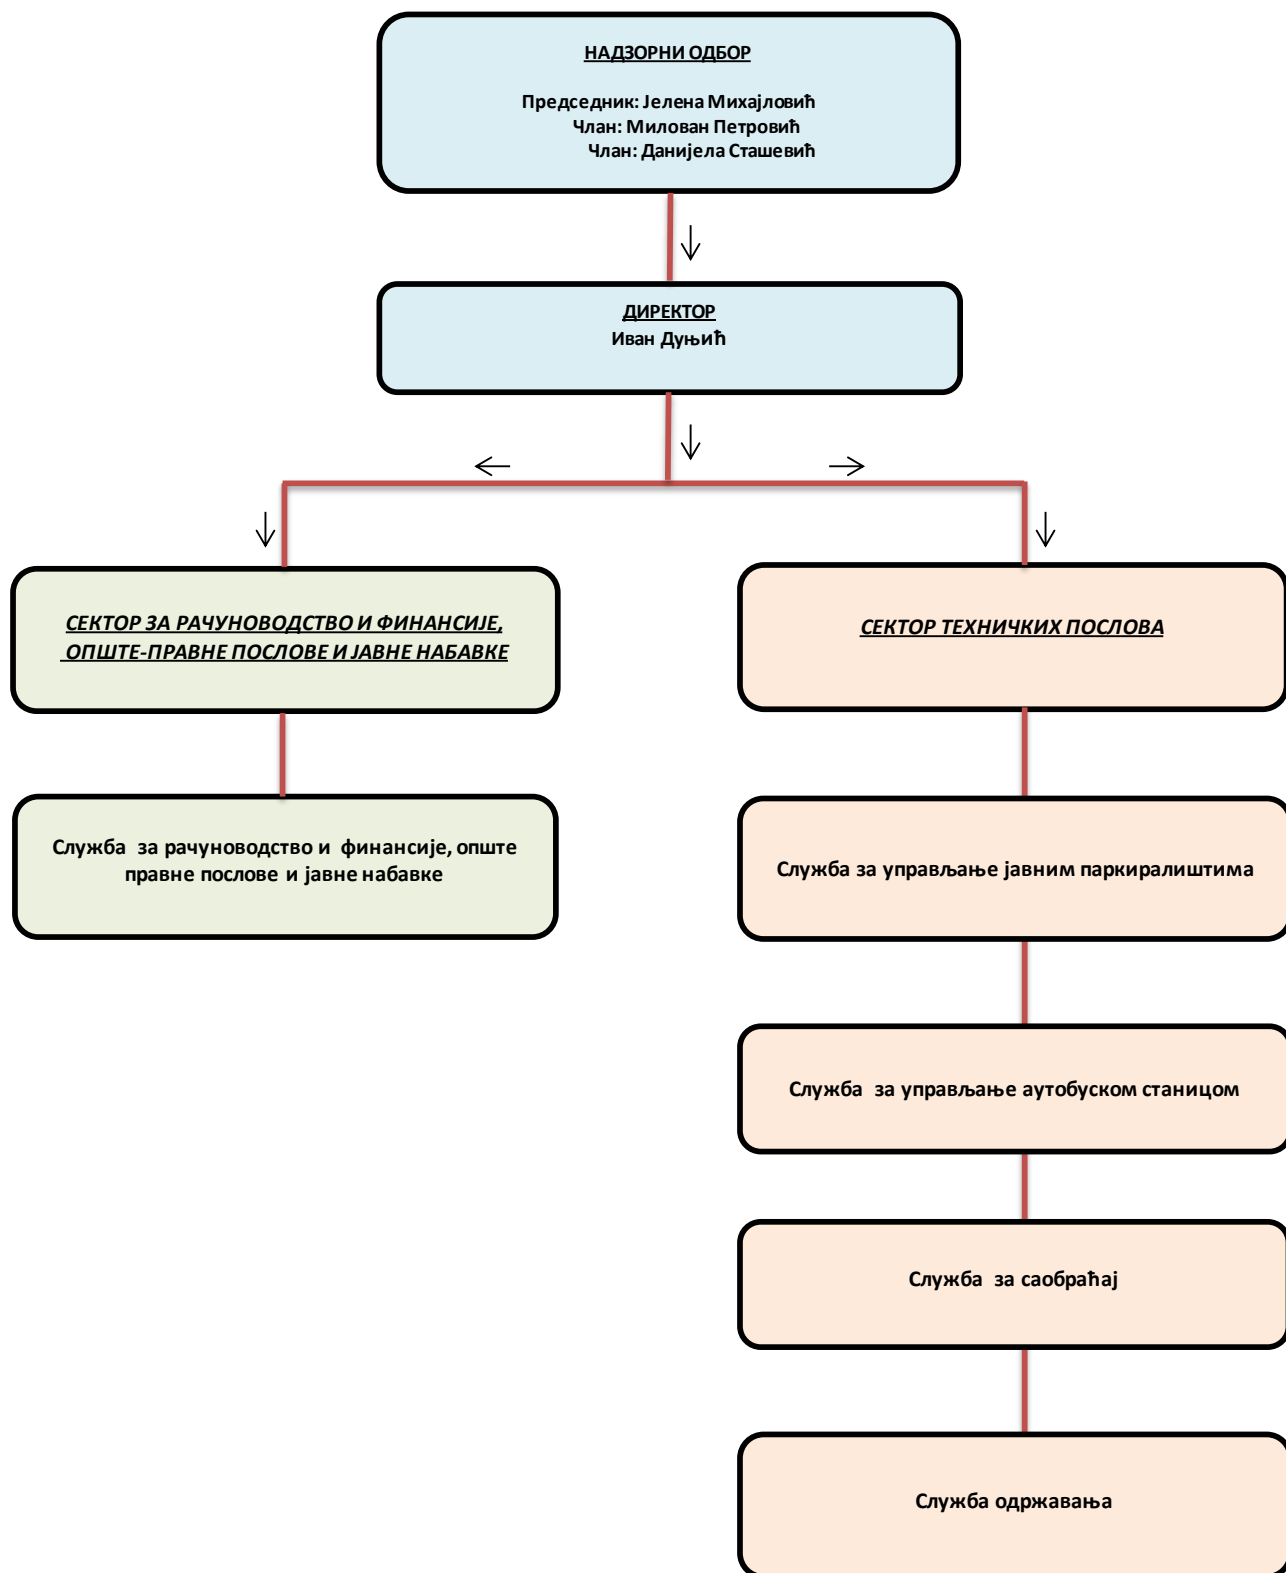 НАДЗОРНИ ОДБОР
Председник: Јелена Михајловић
Члан: Милован Петровић
Члан: Данијела Сташевић
ДИРЕКТОР
Иван Дуњић
СЕКТОР ЗА РАЧУНОВОДСТВО И ФИНАНСИЈЕ,
ОПШТЕ-ПРАВНЕ ПОСЛОВЕ И ЈАВНЕ НАБАВКЕ
СЕКТОР ТЕХНИЧКИХ ПОСЛОВА
Служба за рачуноводство и финансије, опште
правне послове и јавне набавке
Служба за управљање јавним паркиралиштима
Служба за управљање аутобуском станицом
Служба за саобраћај
Служба одржавања